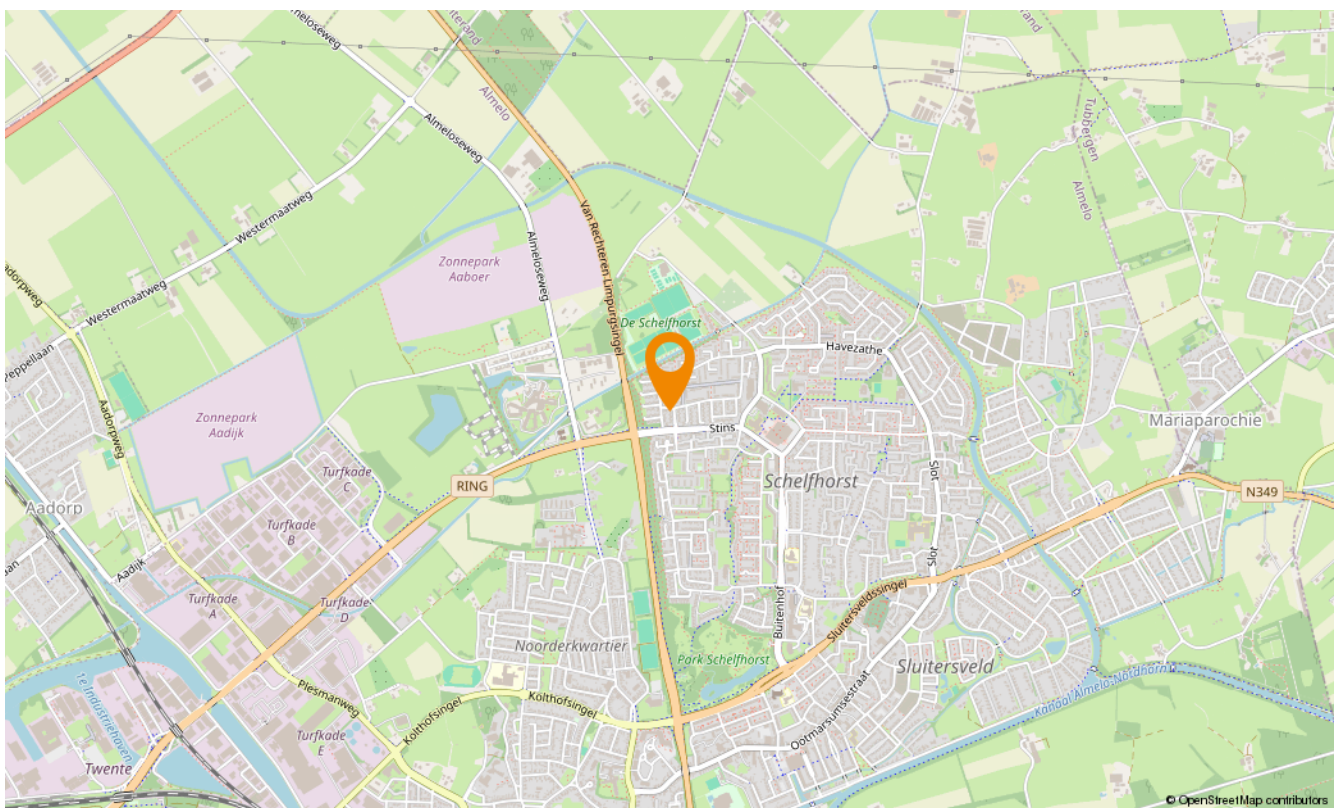 Almeloseweg
iterand
Almelo
Almeloseweg
Westermaatweg
Van Rechteren Limpurgsingel
Almeloseweg
Zonnepark
Aaboer
De Schelfhorst
Havezathe
Tubbergen
Almelo
Aadorpweg
Westermaatweg
Peppellaan
Aadorpweg
Zonnepark
Aadijk
Stins
Mariaparochie
Schelfhorst
Slot
RING
N349
Turfkade
C
Turfkade
B
Aadorp
Aadijk
Turfkade
A
Turfkade
D
Slot
Sluitersveldssingel
Buitenhof
Noorderkwartier
Park Schelfhorst
Sluitersveld
Kanaal Almelo-Nordhorn
Plesmanweg
Kolthofsingel
Kolthofsingel
Ootmarsumsestraat
1e Industriehaven
Turfkade
E
Twente
© OpenStreetMap contributors